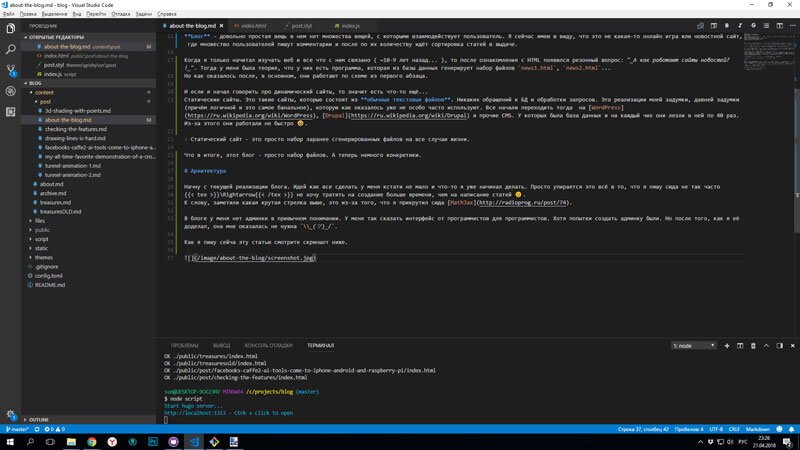 about-the-blog.md - blog - Visual Studio Code
Файл Правка Выделение Вид Перейти Отладка Задачи Справка
ПРОВОДНИК
about-the-blog.md
index.html
post.styl
index.js
ОТКРЫТЫЕ РЕДАКТОРЫ
about-the-blog.md content\post M
index.html public\post\about-the-blog
post.styl themes\ignsky\src\post
index.js script
BLOG
content
post
3d-shading-with-points.md
about-the-blog.md M
checking-the-features.md
drawing-lines-is-hard.md
facebooks-caffe2-ai-tools-come-to-iphone-a...
my-all-time-favorite-demonstration-of-a-cro...
tunnel-animation-1.md
tunnel-animation-2.md
about.md
archive.md
treasures.md
treasuresOLD.md
files
public
script
static
themes
.gitignore
config.toml
README.md
OUTLINE
15 **Блог** - довольно простая вещь в нем нет множества вещей, с которыми взаимодействует пользователь. Я сейчас имею в виду, что это не какая-то онлайн игра или новостной сайт,
где множество пользователей пишут комментарии и после по их количеству идёт сортировка статей в выдаче.
17 Когда я только начитал изучать веб и все что с ним связано ( ~10-9 лет назад... ), то после ознакомления с HTML появился резонный вопрос: "_А как работают сайты новостей?
!_". Тогда у меня была теория, что у них есть программа, которая из базы данных генерирует набор файлов `news1.html`, `news2.html`...
Но как оказалось после, в основном, они работают по схеме из первого абзаца.
И если я начал говорить про динамический сайты, то значит есть что-то ещё...
Статические сайты. Это такие сайты, которые состоят из **обычных текстовых файлов**. Никаких обращений к БД и обработки запросов. Это реализации моей задумки, давней задумки
(причём логичной и это самое банальное), которую как оказалось уже не особо часто используют. Все начали переходить тогда на [WordPress]
(https://ru.wikipedia.org/wiki/WordPress), [Drupal](https://ru.wikipedia.org/wiki/Drupal) и прочие CMS. У которых была база данных и на каждый чих они лезли в неё по 40 раз.
Из-за этого они работали не быстро
> Статический сайт - это просто набор заранее сгенерированных файлов на все случаи жизни.
Что в итоге, этот блог - просто набор файлов. А теперь немного конкретики.
# Архитектура
Начну с текущей реализации блога. Идей как все сделать у меня кстати не мало и что-то я уже начинал делать. Просто упирается это всё в то, что я пишу сюда не так часто
{{< tex >}}\Rightarrow{{< /tex >}} не хочу тратить на создание больше времени, чем на написание статей
К слову, заметили какая крутая стрелка выше, это из-за того, что я прикрутил сюда [MathJax](http://radioprog.ru/post/74).
В блоге у меня нет админки в привычном понимании. У меня так сказать интерфейс от программистов для программистов. Хотя попытки создать админку были. Но после того, как я её
доделал, она мне оказалась не нужна `¯\\_(ツ)_/¯`.
Как я пишу сейча эту статью смотрите скриншот ниже.
37 ![](/image/about-the-blog/screenshot.jpg)
ПРОБЛЕМЫ ВЫВОД КОНСОЛЬ ОТЛАДКИ ТЕРМИНАЛ 1: node
OK ./public/treasures/index.html
OK ./public/treasuresold/index.html
OK ./public/post/facebooks-caffe2-ai-tools-come-to-iphone-android-and-raspberry-pi/index.html
OK ./public/post/checking-the-features/index.html
MINGW64 /c/projects/blog (master)
$ node script
Start hugo server...
http://localhost:1313 - Ctrk + click to open
master* 0 0 Строка 37, столбец 42 Пробелов: 4 UTF-8 CRLF Markdown
РУС
23:26
21.04.2018